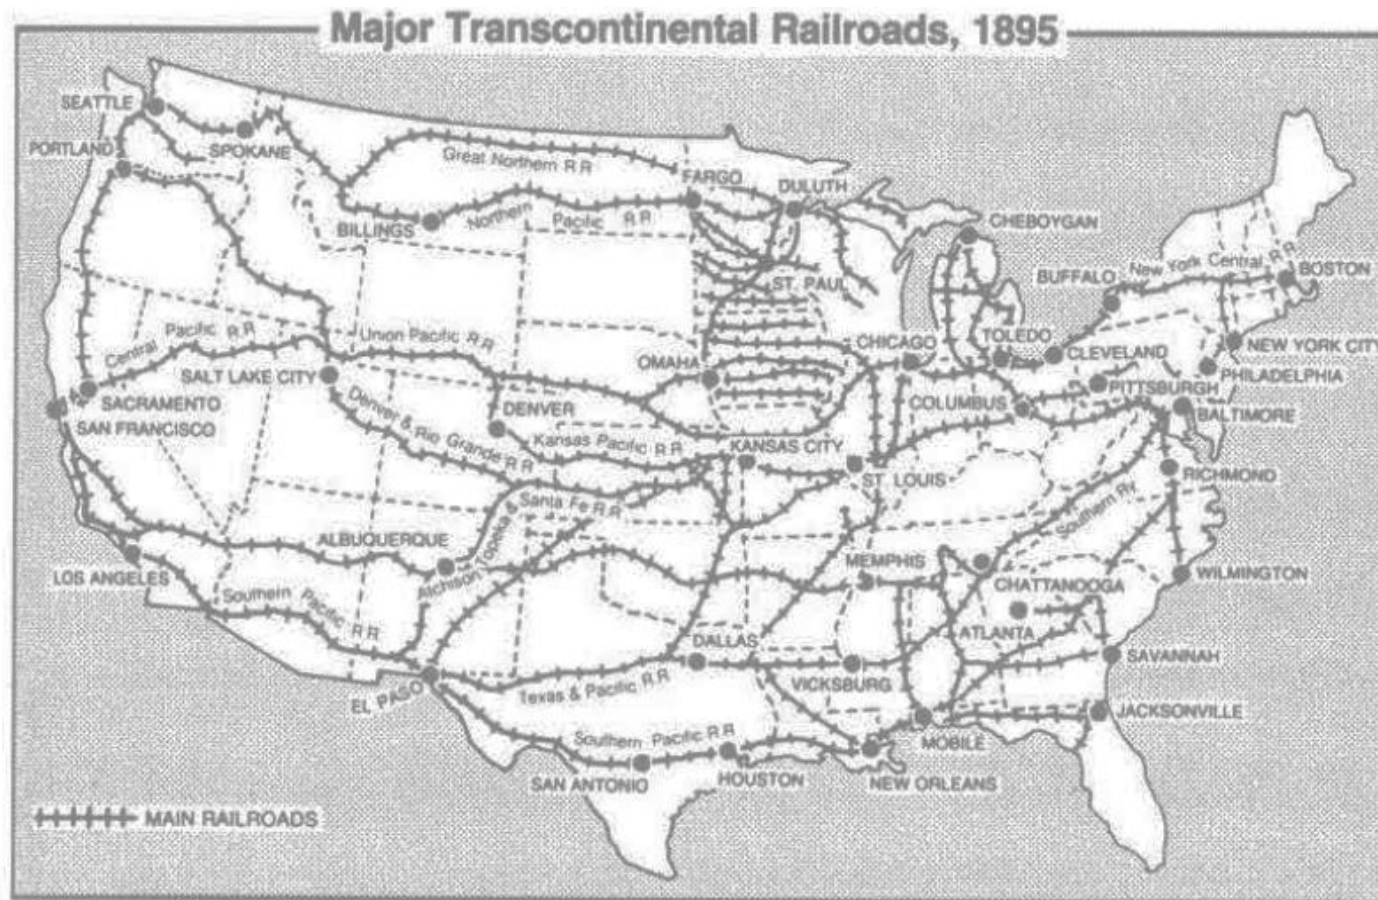 Major Transcontinental Railroads, 1895
SEATTLE
PORTLAND
SPOKANE
Great Northern R R
FARGO
DULUTH
CHEBOYGAN
BILLINGS
Northern Pacific R R
ST. PAUL
BUFFALO
New York Central R R
BOSTON
Central Pacific R R
Union Pacific R R
OMAHA
CHICAGO
TOLEDO
CLEVELAND
NEW YORK CITY
PHILADELPHIA
PITTSBURGH
SALT LAKE CITY
SACRAMENTO
SAN FRANCISCO
DENVER
Denver & Rio Grande R R
Kansas Pacific R R
KANSAS CITY
COLUMBUS
BALTIMORE
ST. LOUIS
RICHMOND
Atchison Topeka & Santa Fe R R
Southern Ry
ALBUQUERQUE
LOS ANGELES
MEMPHIS
CHATTANOOGA
WILMINGTON
Southern Pacific R R
ATLANTA
DALLAS
SAVANNAH
EL PASO
Texas & Pacific R R
VICKSBURG
JACKSONVILLE
Southern Pacific R R
MOBILE
SAN ANTONIO
HOUSTON
NEW ORLEANS
MAIN RAILROADS